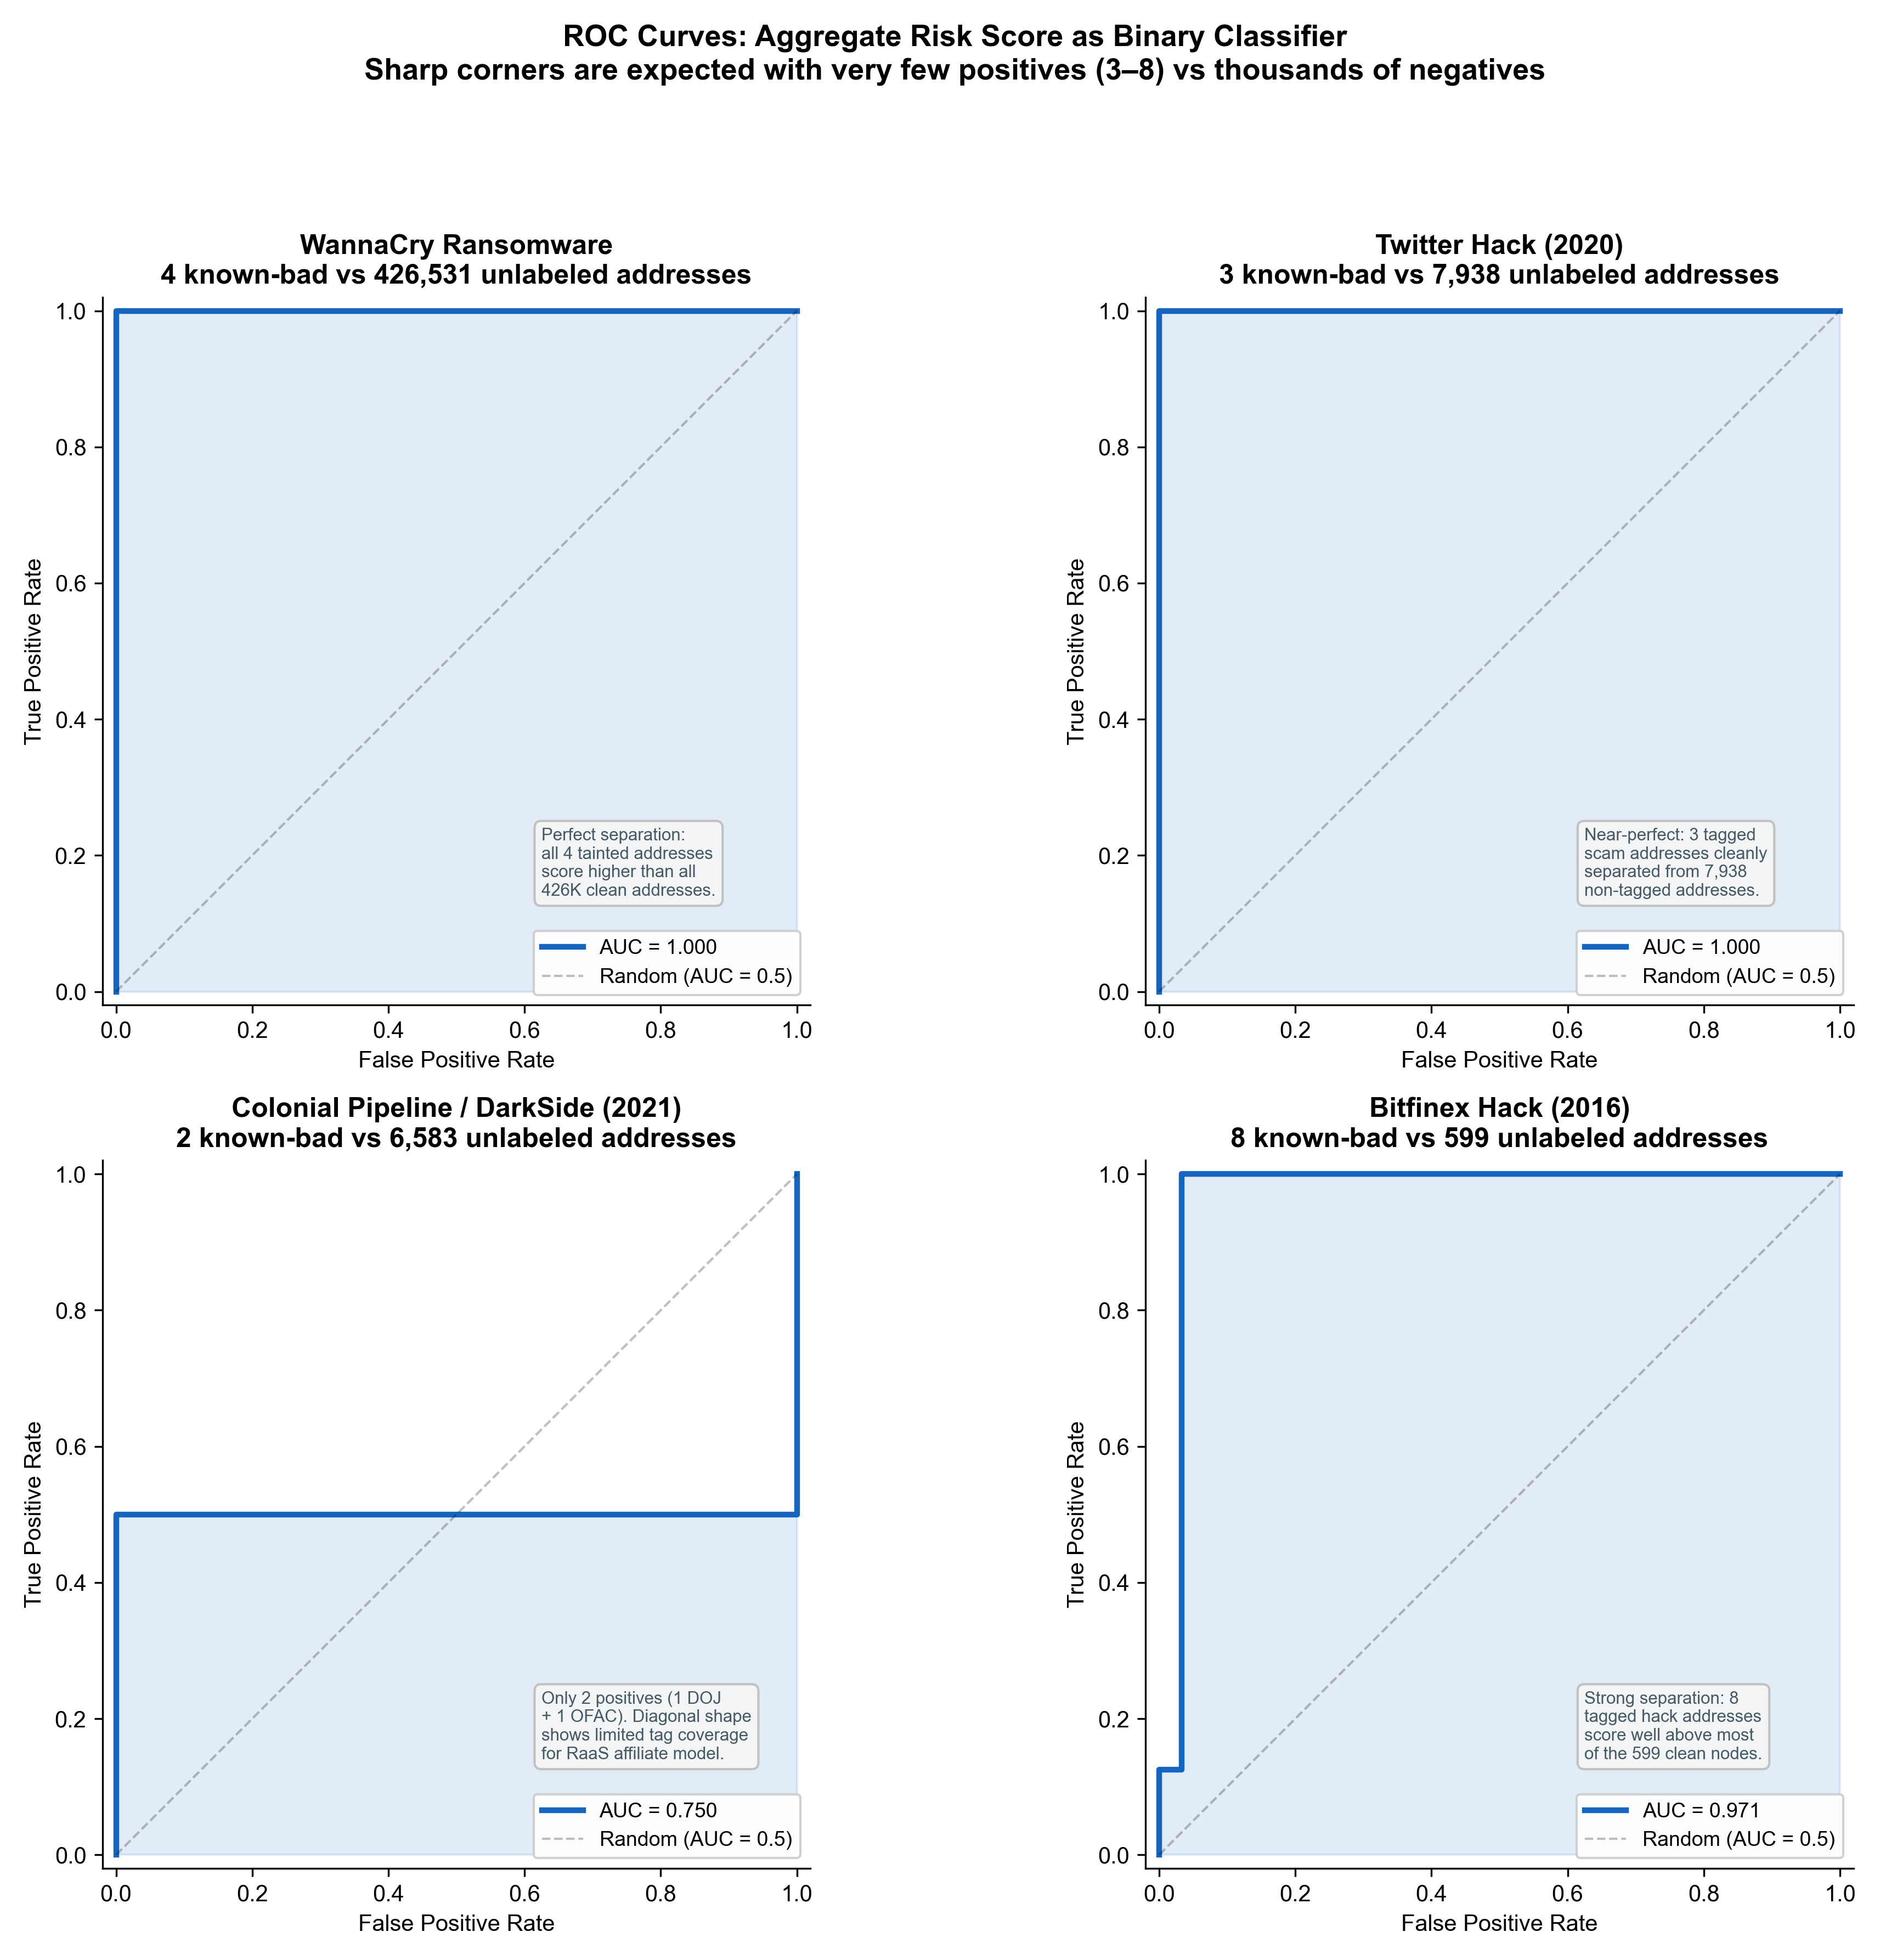 ROC Curves: Aggregate Risk Score as Binary Classifier
Sharp corners are expected with very few positives (3–8) vs thousands of negatives
WannaCry Ransomware
4 known-bad vs 426,531 unlabeled addresses
1.0
0.8
0.6
0.4
0.2
0.0
True Positive Rate
Perfect separation:
all 4 tainted addresses
score higher than all
426K clean addresses.
AUC = 1.000
Random (AUC = 0.5)
0.0 0.2 0.4 0.6 0.8 1.0
False Positive Rate
Twitter Hack (2020)
3 known-bad vs 7,938 unlabeled addresses
1.0
0.8
0.6
0.4
0.2
0.0
True Positive Rate
Near-perfect: 3 tagged
scam addresses cleanly
separated from 7,938
non-tagged addresses.
AUC = 1.000
Random (AUC = 0.5)
0.0 0.2 0.4 0.6 0.8 1.0
False Positive Rate
Colonial Pipeline / DarkSide (2021)
2 known-bad vs 6,583 unlabeled addresses
1.0
0.8
0.6
0.4
0.2
0.0
True Positive Rate
Only 2 positives (1 DOJ
+ 1 OFAC). Diagonal shape
shows limited tag coverage
for RaaS affiliate model.
AUC = 0.750
Random (AUC = 0.5)
0.0 0.2 0.4 0.6 0.8 1.0
False Positive Rate
Bitfinex Hack (2016)
8 known-bad vs 599 unlabeled addresses
1.0
0.8
0.6
0.4
0.2
0.0
True Positive Rate
Strong separation: 8
tagged hack addresses
score well above most
of the 599 clean nodes.
AUC = 0.971
Random (AUC = 0.5)
0.0 0.2 0.4 0.6 0.8 1.0
False Positive Rate